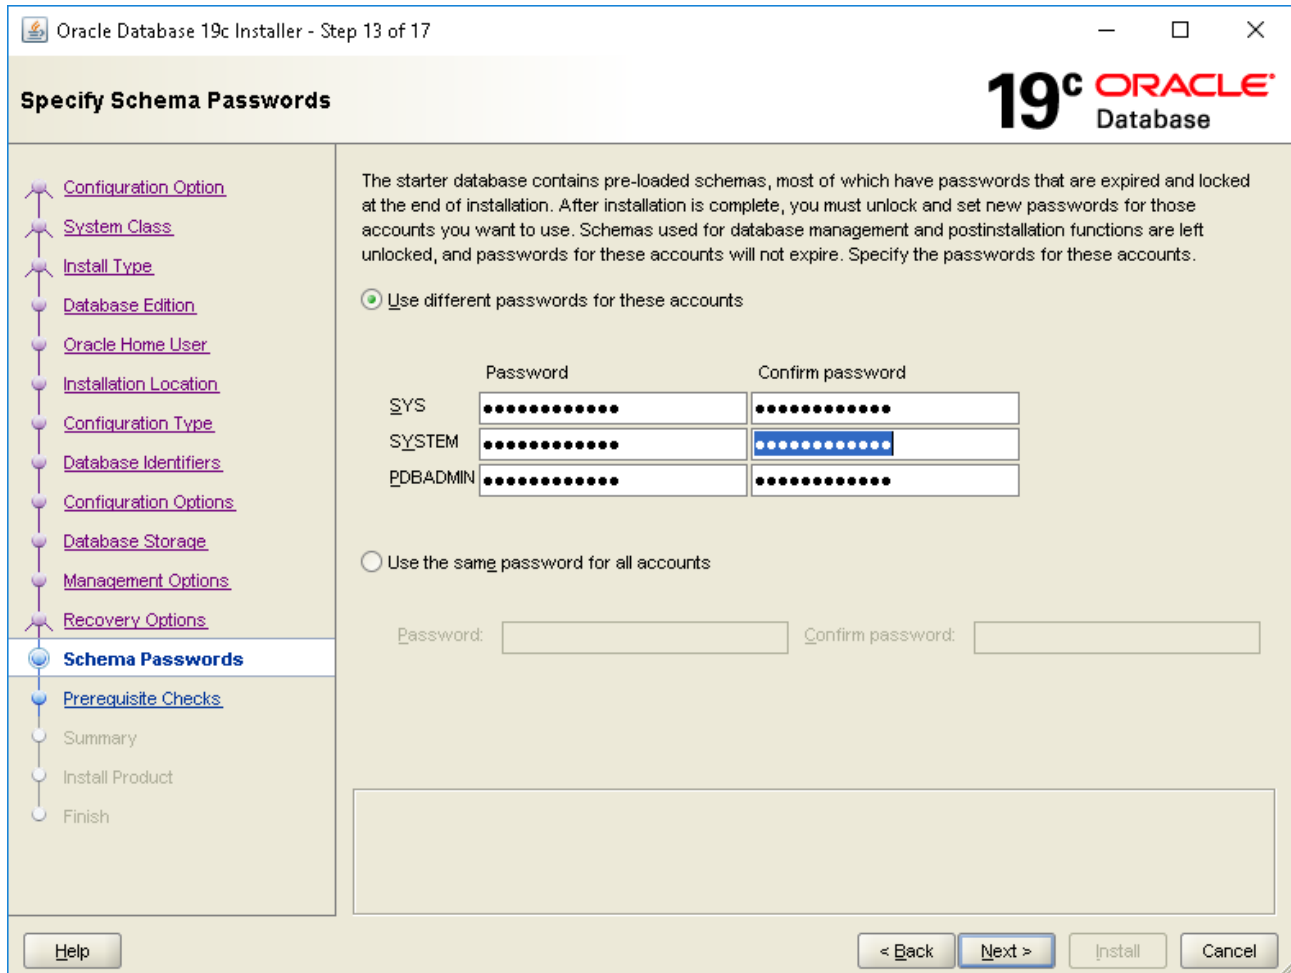 Oracle Database 19c Installer - Step 13 of 17
Specify Schema Passwords
19c ORACLE
Database
Configuration Option
System Class
Install Type
Database Edition
Oracle Home User
Installation Location
Configuration Type
Database Identifiers
Configuration Options
Database Storage
Management Options
Recovery Options
Schema Passwords
Prerequisite Checks
Summary
Install Product
Finish
The starter database contains pre-loaded schemas, most of which have passwords that are expired and locked
at the end of installation. After installation is complete, you must unlock and set new passwords for those
accounts you want to use. Schemas used for database management and postinstallation functions are left
unlocked, and passwords for these accounts will not expire. Specify the passwords for these accounts.
Use different passwords for these accounts
Password Confirm password
SYS •••••••••••• ••••••••••••
SYSTEM •••••••••••• ••••••••••••
PDBADMIN •••••••••••• ••••••••••••
Use the same password for all accounts
Password: Confirm password:
Help < Back Next > Install Cancel